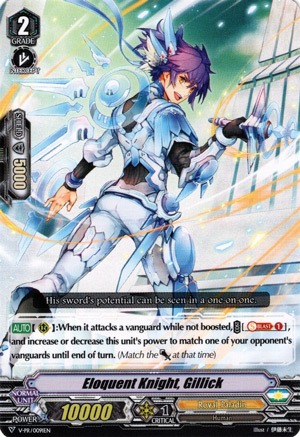 2
GRADE
INTERCEPT
SHIELD
5000
His sword's potential can be seen in a one on one.
AUTO :When it attacks a vanguard while not boosted, [BLAST 1],
and increase or decrease this unit's power to match one of your opponent's
vanguards until end of turn. (Match the at that time)
Eloquent Knight, Gillick
NORMAL
UNIT
POWER
10000
1
CRITICAL
Royal Paladin
Human
V-PR/009EN
Illust / 伊藤未生